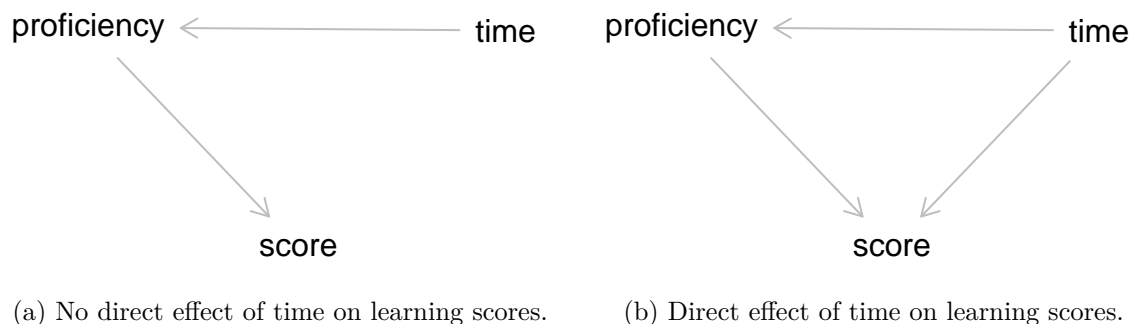 proficiency time
score
(a) No direct effect of time on learning scores.
proficiency time
score
(b) Direct effect of time on learning scores.